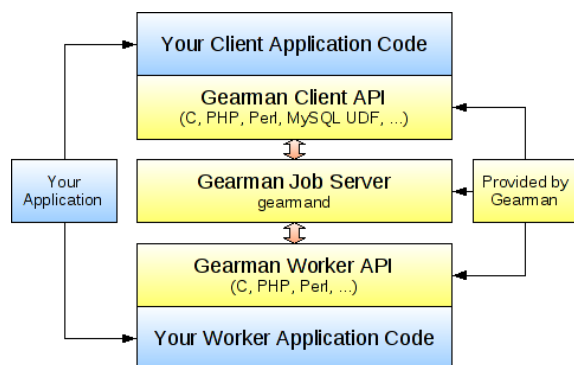 Your Client Application Code
Gearman Client API
(C, PHP, Perl, MySQL UDF, ...)
Your
Application
Gearman Job Server
gearmand
Provided by
Gearman
Gearman Worker API
(C, PHP, Perl, ...)
Your Worker Application Code